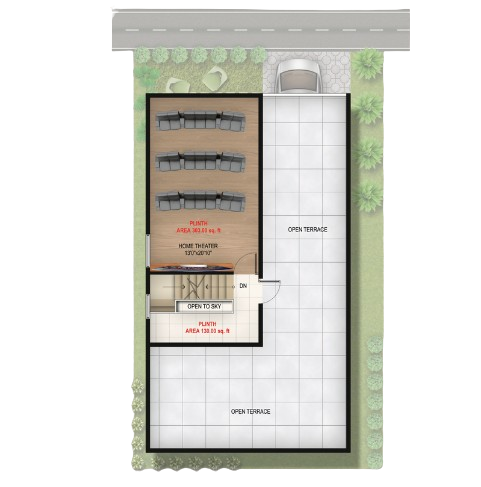 PLINTH
AREA 363.03 sq. ft
OPEN TERRACE
HOME THEATER
13'0"x20'10"
DN
OPEN TO SKY
PLINTH
AREA 139.03 sq. ft
OPEN TERRACE